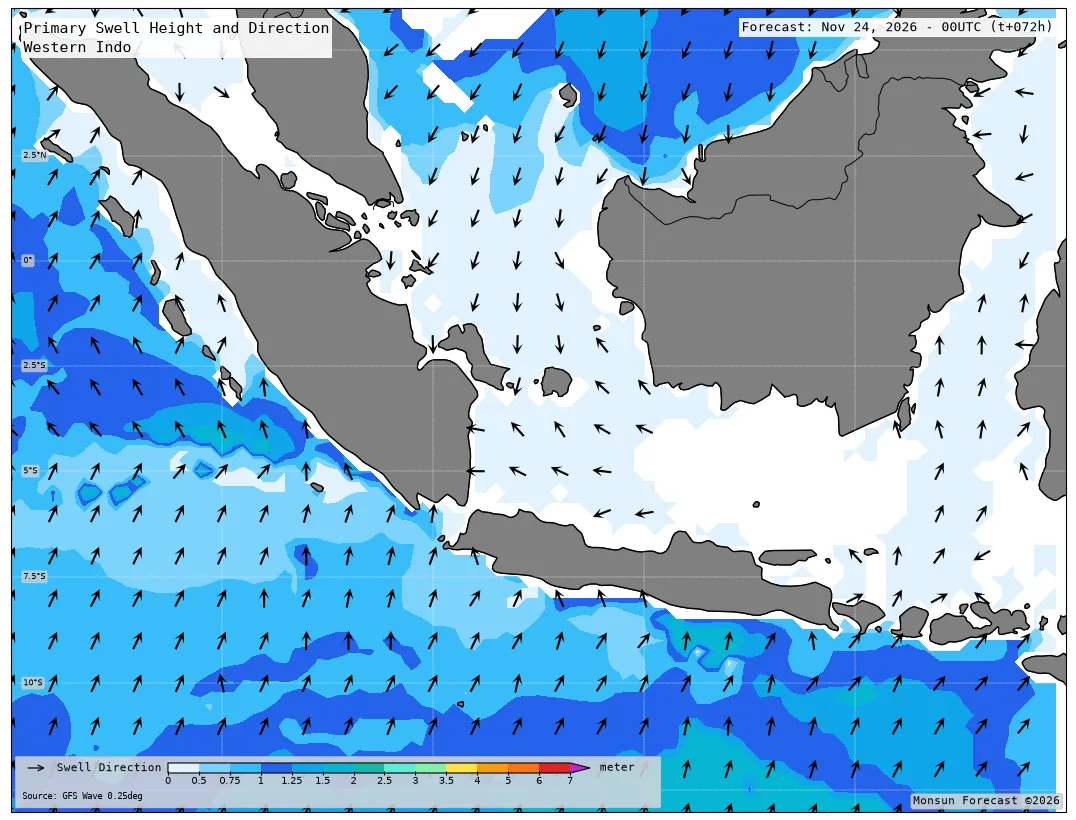 Primary Swell Height and Direction
Western Indo
Forecast: Nov 24, 2026 - 00UTC (t+072h)
2.5°N
0°
2.5°S
5°S
7.5°S
10°S
Swell Direction
0 0.5 0.75 1 1.25 1.5 2 2.5 3 3.5 4 5 6 7
meter
Source: GFS Wave 0.25deg
Monsun Forecast ©2026